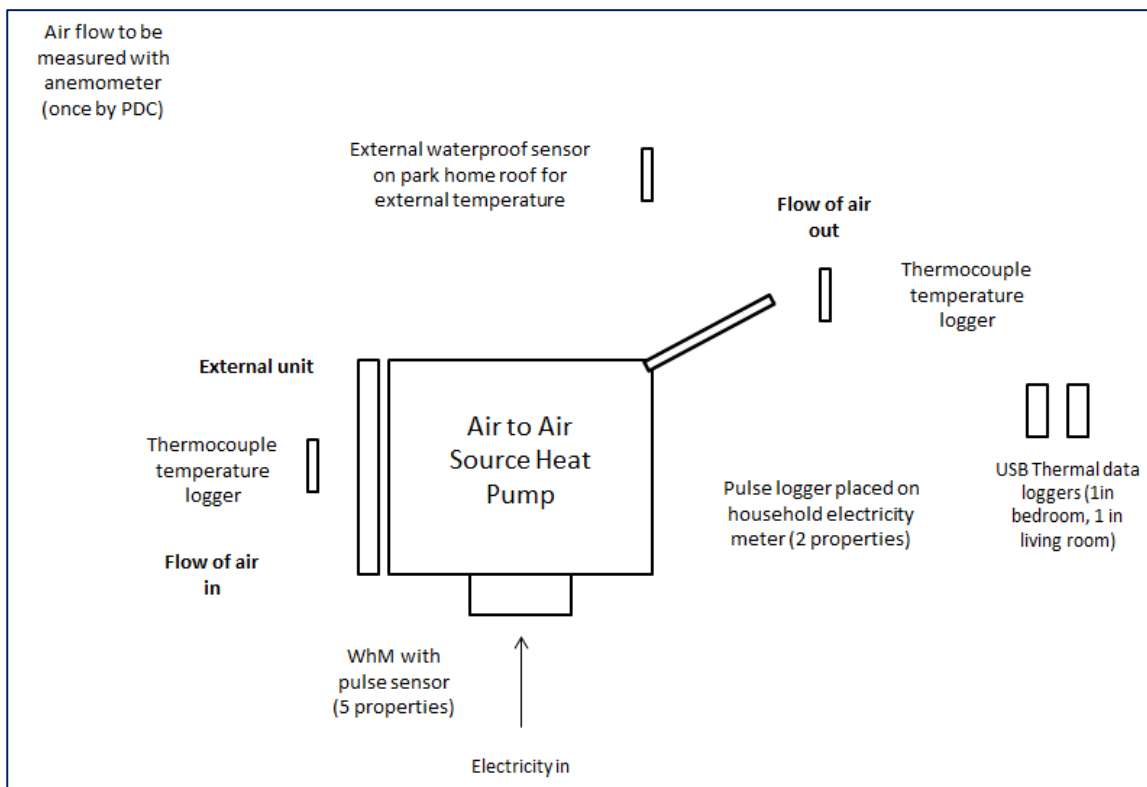 Air flow to be
measured with
anemometer
(once by PDC)
External waterproof sensor
on park home roof for
external temperature
Flow of air
out
Thermocouple
temperature
logger
External unit
Air to Air
Source Heat
Pump
Thermocouple
temperature
logger
Flow of air
in
Pulse logger placed on
household electricity
meter (2 properties)
USB Thermal data
loggers (1in
bedroom, 1 in
living room)
WhM with
pulse sensor
(5 properties)
Electricity in